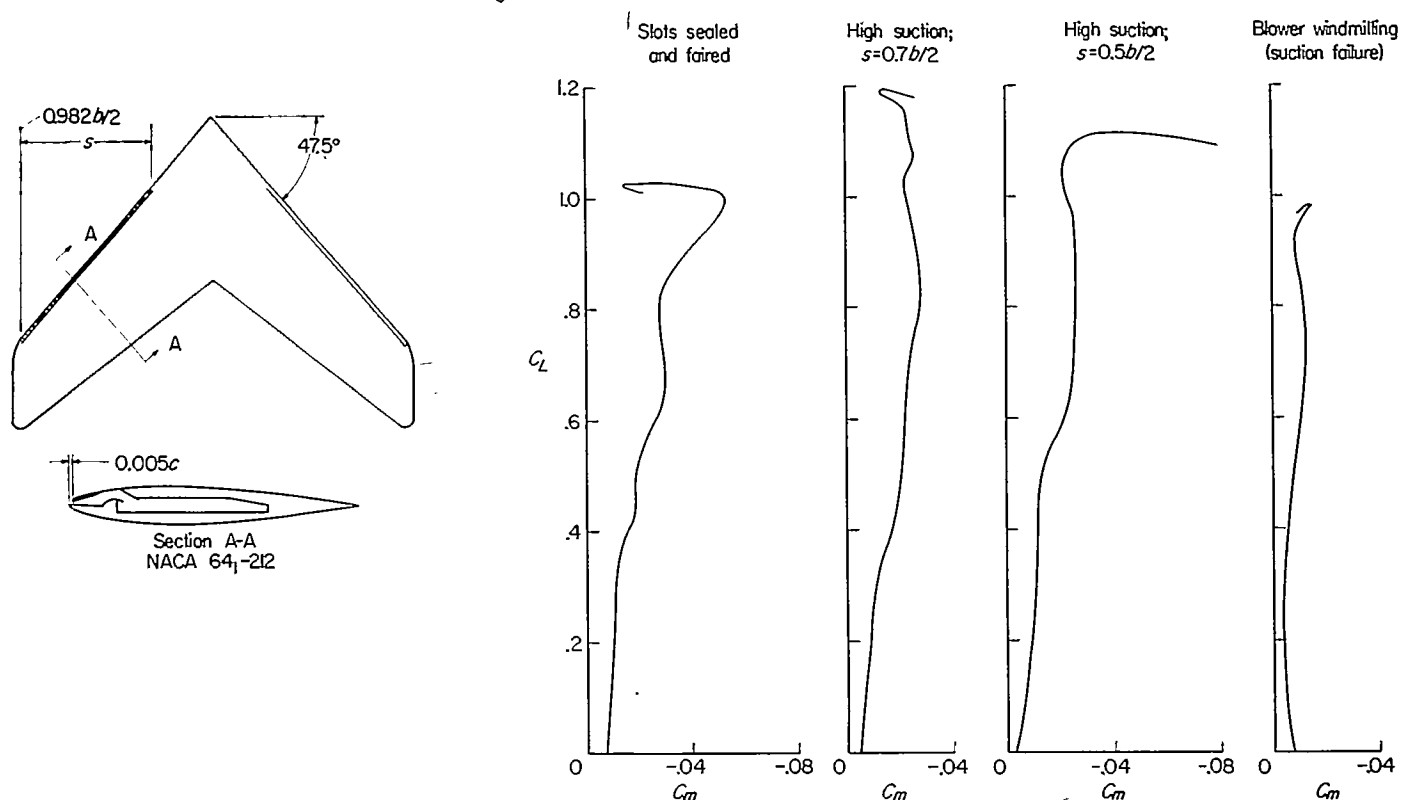 Slots sealed
and faired
High suction;
s=0.7b/2
High suction;
s=0.5b/2
Blower windmilling
(suction failure)
0.982b/2
s
47.5°
A
A
0.005c
Section A-A
NACA 64₁-212
C_L
1.2
1.0
.8
.6
.4
.2
0 -.04 -.08
C_m
0 -.04
C_m
0 -.04 -.08
C_m
0 -.04
C_m